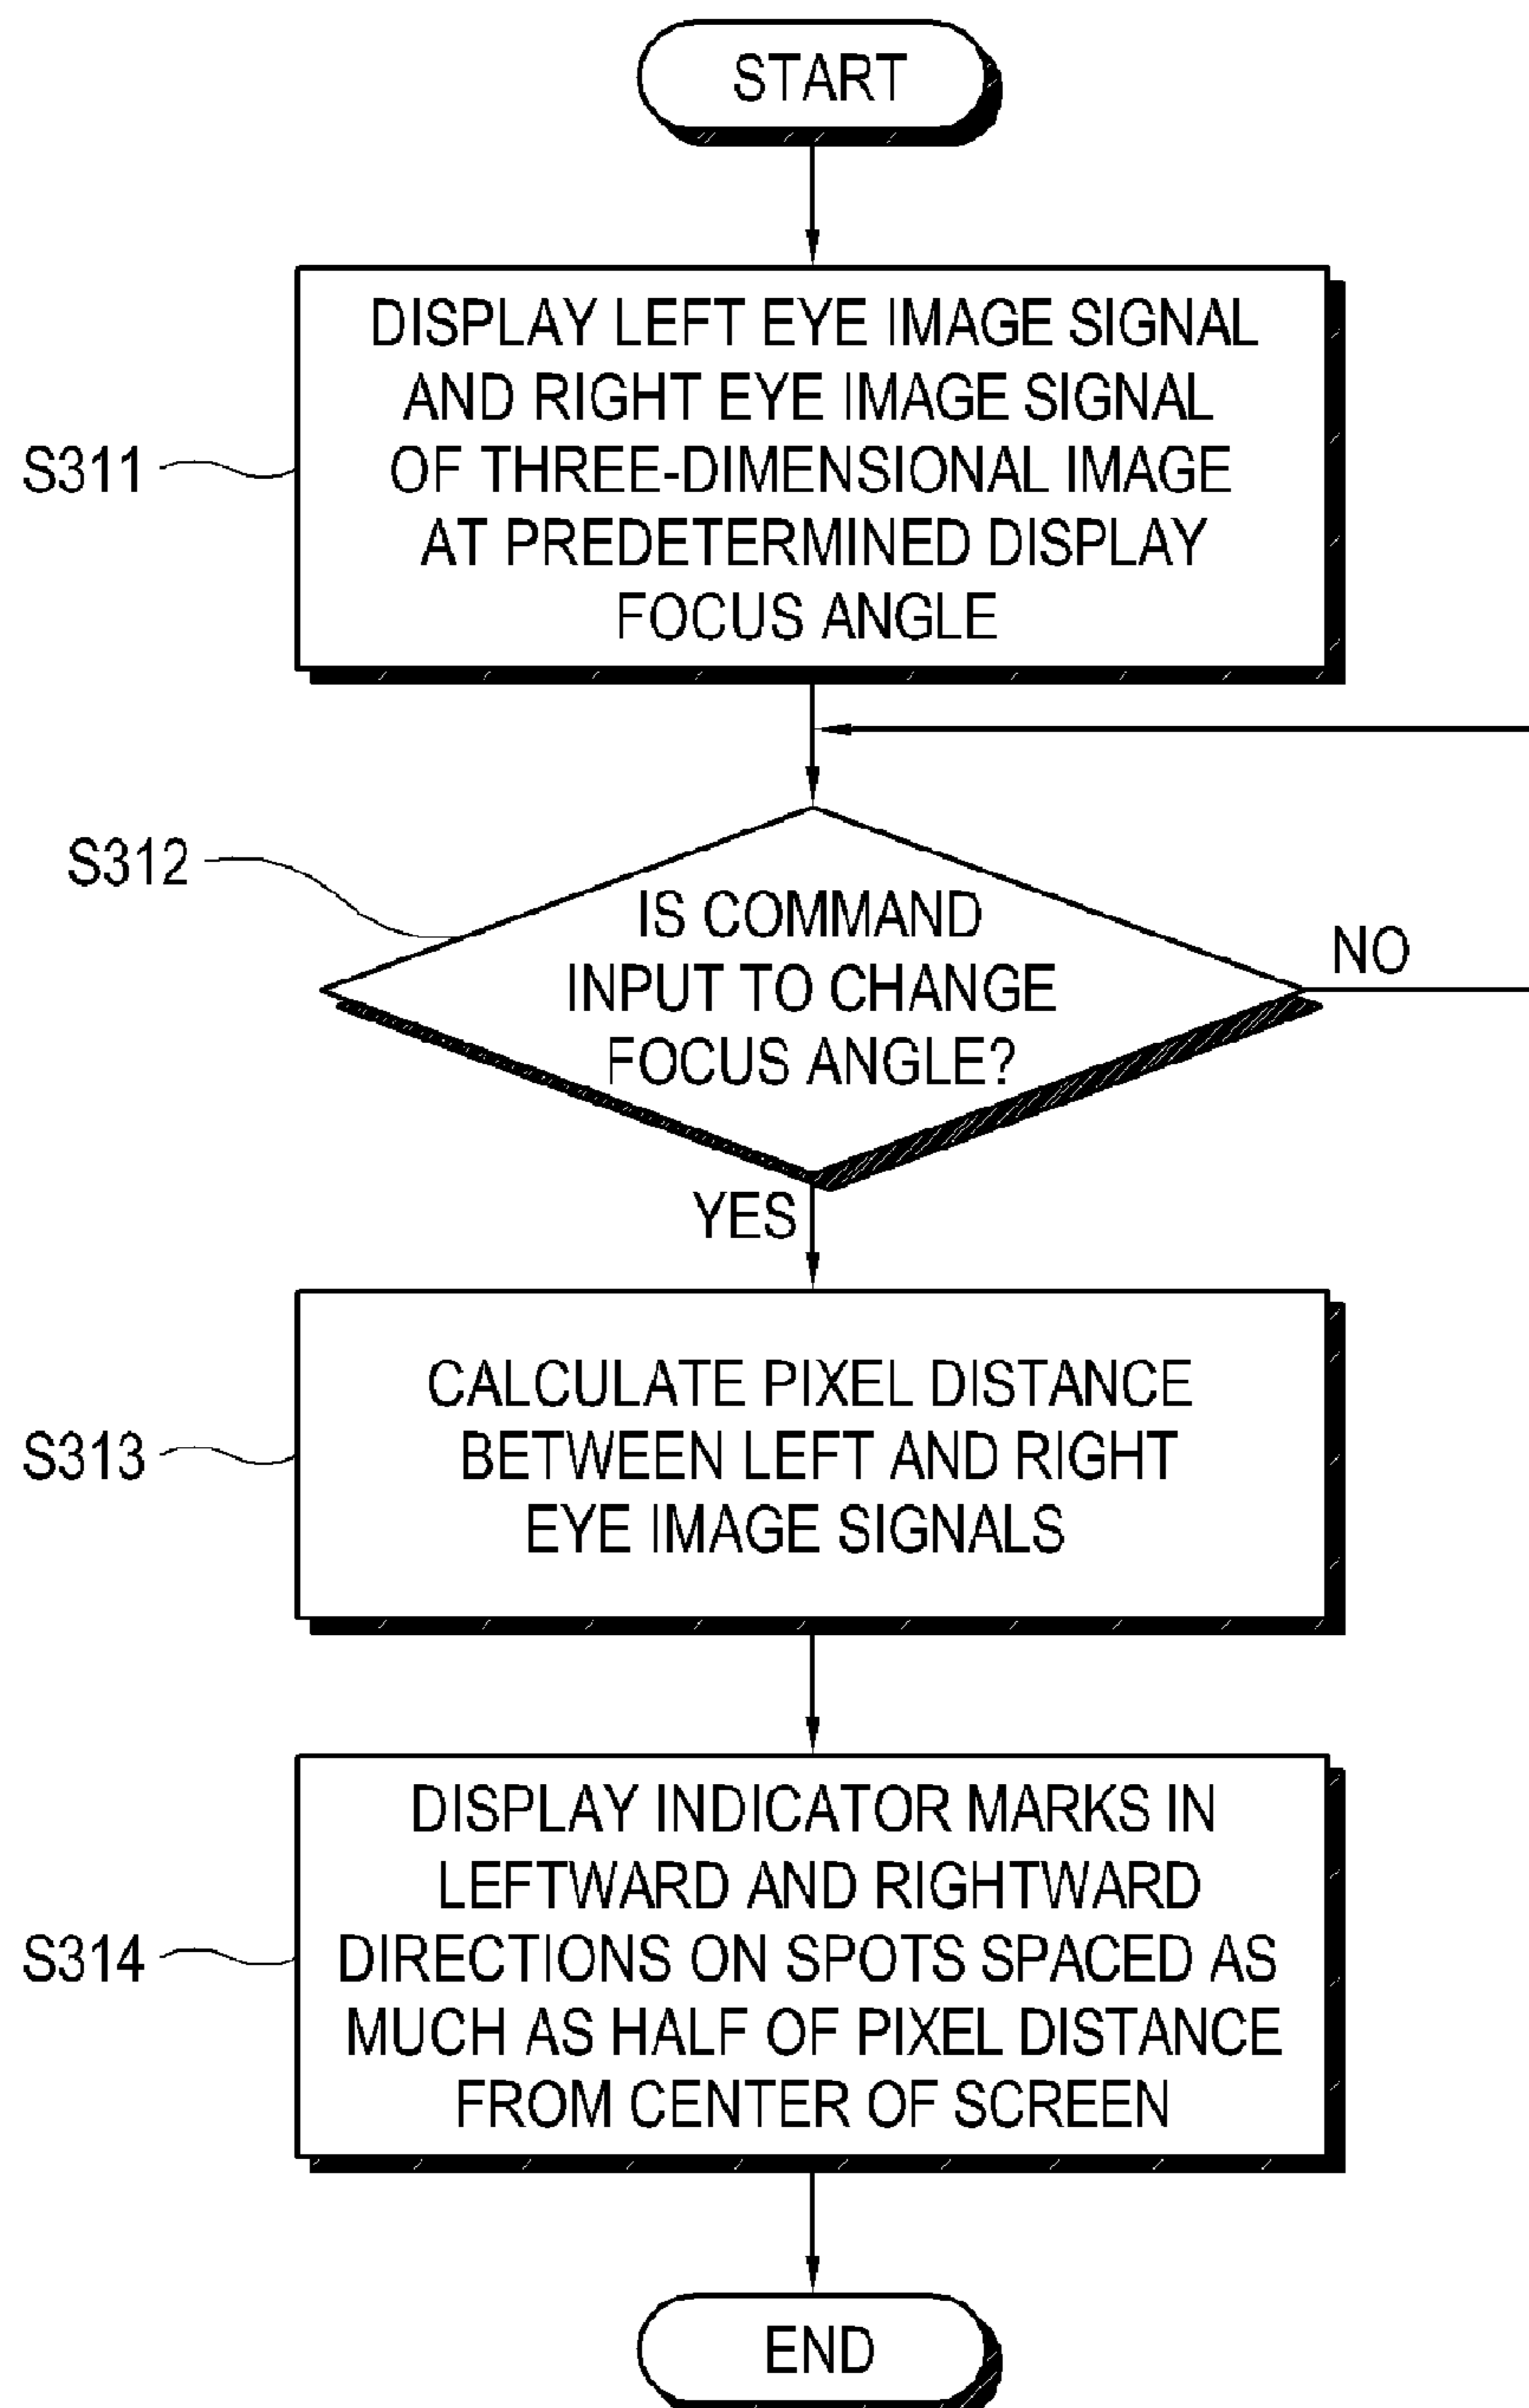 START
DISPLAY LEFT EYE IMAGE SIGNAL
AND RIGHT EYE IMAGE SIGNAL
OF THREE-DIMENSIONAL IMAGE
AT PREDETERMINED DISPLAY
FOCUS ANGLE
S311
S312
IS COMMAND
INPUT TO CHANGE
FOCUS ANGLE?
NO
YES
CALCULATE PIXEL DISTANCE
BETWEEN LEFT AND RIGHT
EYE IMAGE SIGNALS
S313
DISPLAY INDICATOR MARKS IN
LEFTWARD AND RIGHTWARD
DIRECTIONS ON SPOTS SPACED AS
MUCH AS HALF OF PIXEL DISTANCE
FROM CENTER OF SCREEN
S314
END